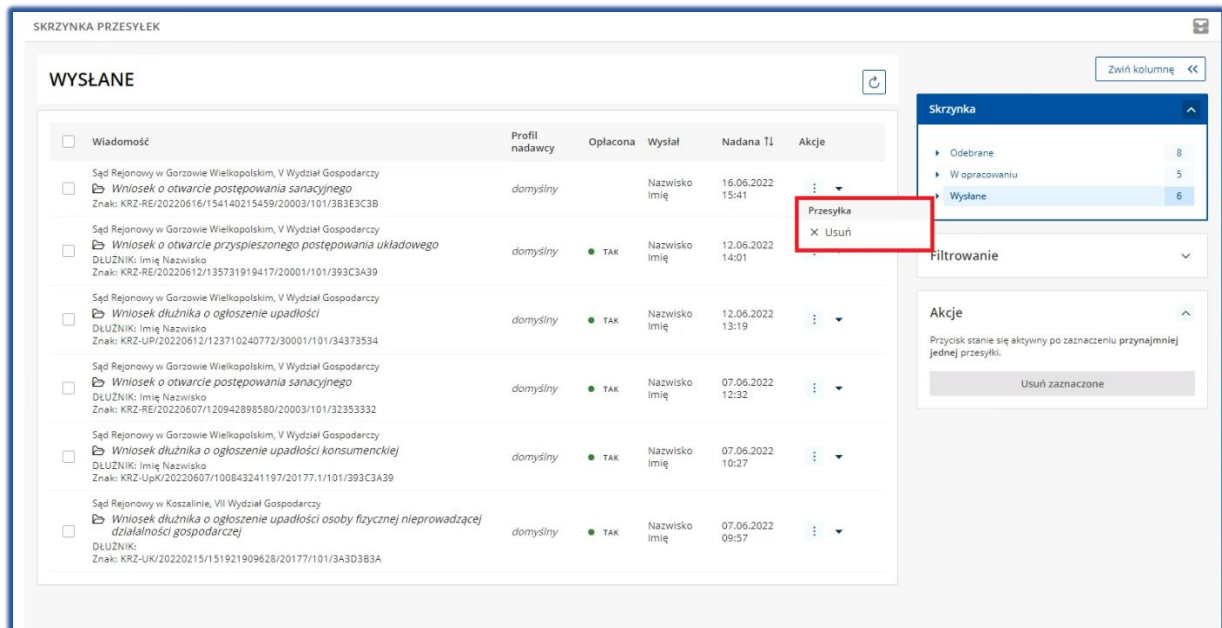 SKRZYNKA PRZESYŁEK
WYSŁANE
Wiadomość Profil nadawcy Opłacona Wysłał Nadana Akcje
Sąd Rejonowy w Gorzowie Wielkopolskim, V Wydział Gospodarczy
Wniosek o otwarcie postępowania sanacyjnego
Znak: KRZ-RE/20220616/154140215459/20003/101/3B3E3C3B
domyślny
Nazwisko Imię
16.06.2022 15:41
Przesyłka
Usuń
Sąd Rejonowy w Gorzowie Wielkopolskim, V Wydział Gospodarczy
Wniosek o otwarcie przyspieszonego postępowania układowego
DŁUŻNIK: Imię Nazwisko
Znak: KRZ-RE/20220612/135731919417/20001/101/393C3A39
domyślny
TAK
Nazwisko Imię
12.06.2022 14:01
Sąd Rejonowy w Gorzowie Wielkopolskim, V Wydział Gospodarczy
Wniosek dłużnika o ogłoszenie upadłości
DŁUŻNIK: Imię Nazwisko
Znak: KRZ-UP/20220612/123710240772/30001/101/34373534
domyślny
TAK
Nazwisko Imię
12.06.2022 13:19
Sąd Rejonowy w Gorzowie Wielkopolskim, V Wydział Gospodarczy
Wniosek o otwarcie postępowania sanacyjnego
DŁUŻNIK: Imię Nazwisko
Znak: KRZ-RE/20220607/120942898580/20003/101/32353332
domyślny
TAK
Nazwisko Imię
07.06.2022 12:32
Sąd Rejonowy w Gorzowie Wielkopolskim, V Wydział Gospodarczy
Wniosek dłużnika o ogłoszenie upadłości konsumenckiej
DŁUŻNIK: Imię Nazwisko
Znak: KRZ-UpK/20220607/100843241197/20177.1/101/393C3A39
domyślny
TAK
Nazwisko Imię
07.06.2022 10:27
Sąd Rejonowy w Koszalinie, VII Wydział Gospodarczy
Wniosek dłużnika o ogłoszenie upadłości osoby fizycznej nieprowadzącej
działalności gospodarczej
DŁUŻNIK:
Znak: KRZ-UK/20220215/151921909628/20177/101/3A3D3B3A
domyślny
TAK
Nazwisko Imię
07.06.2022 09:57
Zwiń kolumnę
Skrzynka
Odebrane 8
W opracowaniu 5
Wysłane 6
Filtrowanie
Akcje
Przycisk stanie się aktywny po zaznaczeniu przynajmniej
jednej przesyłki.
Usuń zaznaczone